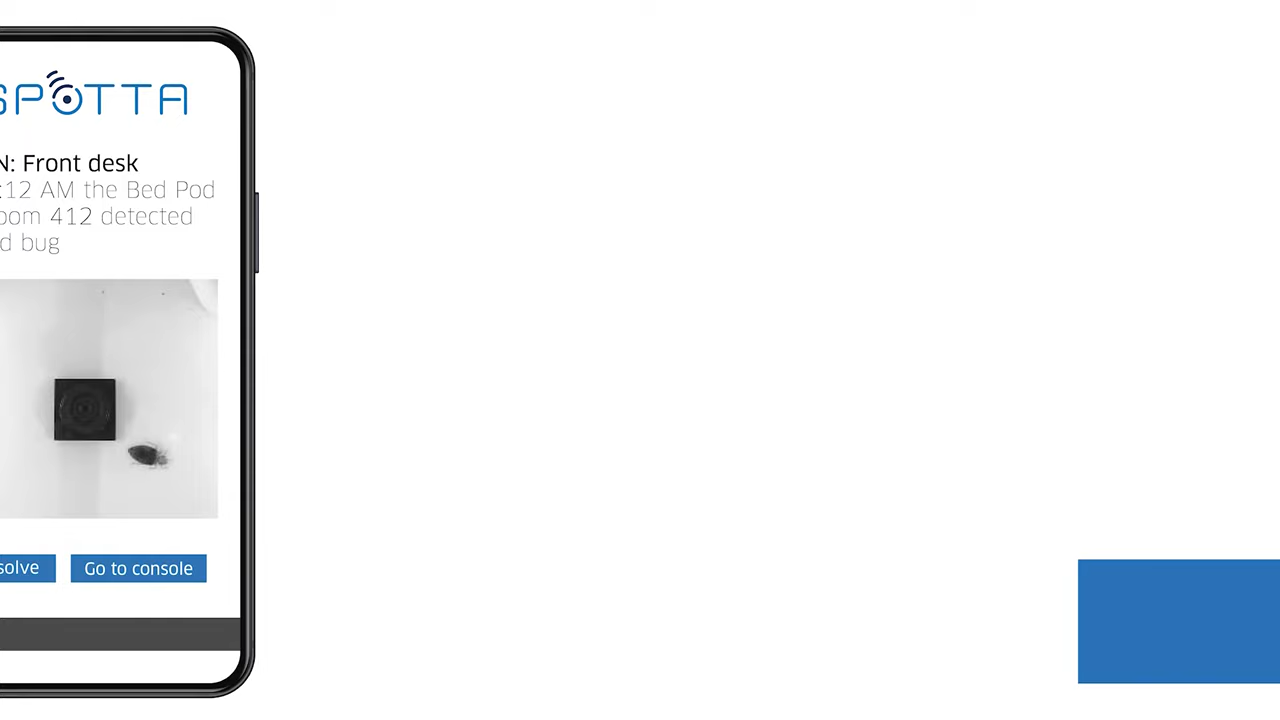 SPOTTA
N: Front desk
:12 AM the Bed Pod
oom 412 detected
d bug
solve
Go to console